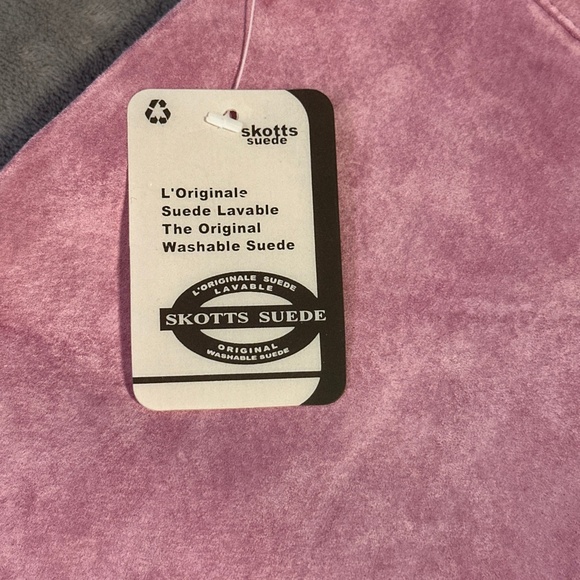 skotts
suede
L'Originale
Suede Lavable
The Original
Washable Suede
L'ORIGINALE SUEDE
LAVABLE
SKOTTS SUEDE
ORIGINAL
WASHABLE SUEDE